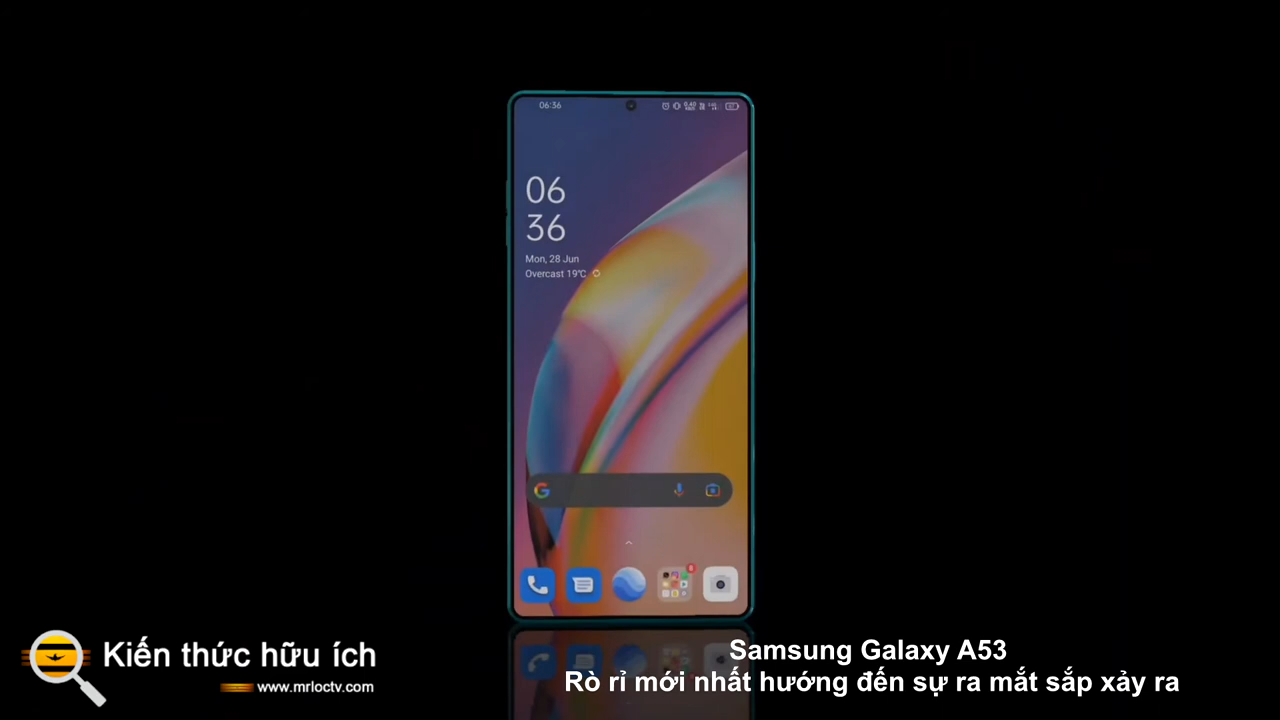 06:36
06
36
Mon, 28 Jun
Overcast 19°C
6
Kiến thức hữu ích
www.mrloctv.com
Samsung Galaxy A53
Rò rỉ mới nhất hướng đến sự ra mắt sắp xảy ra